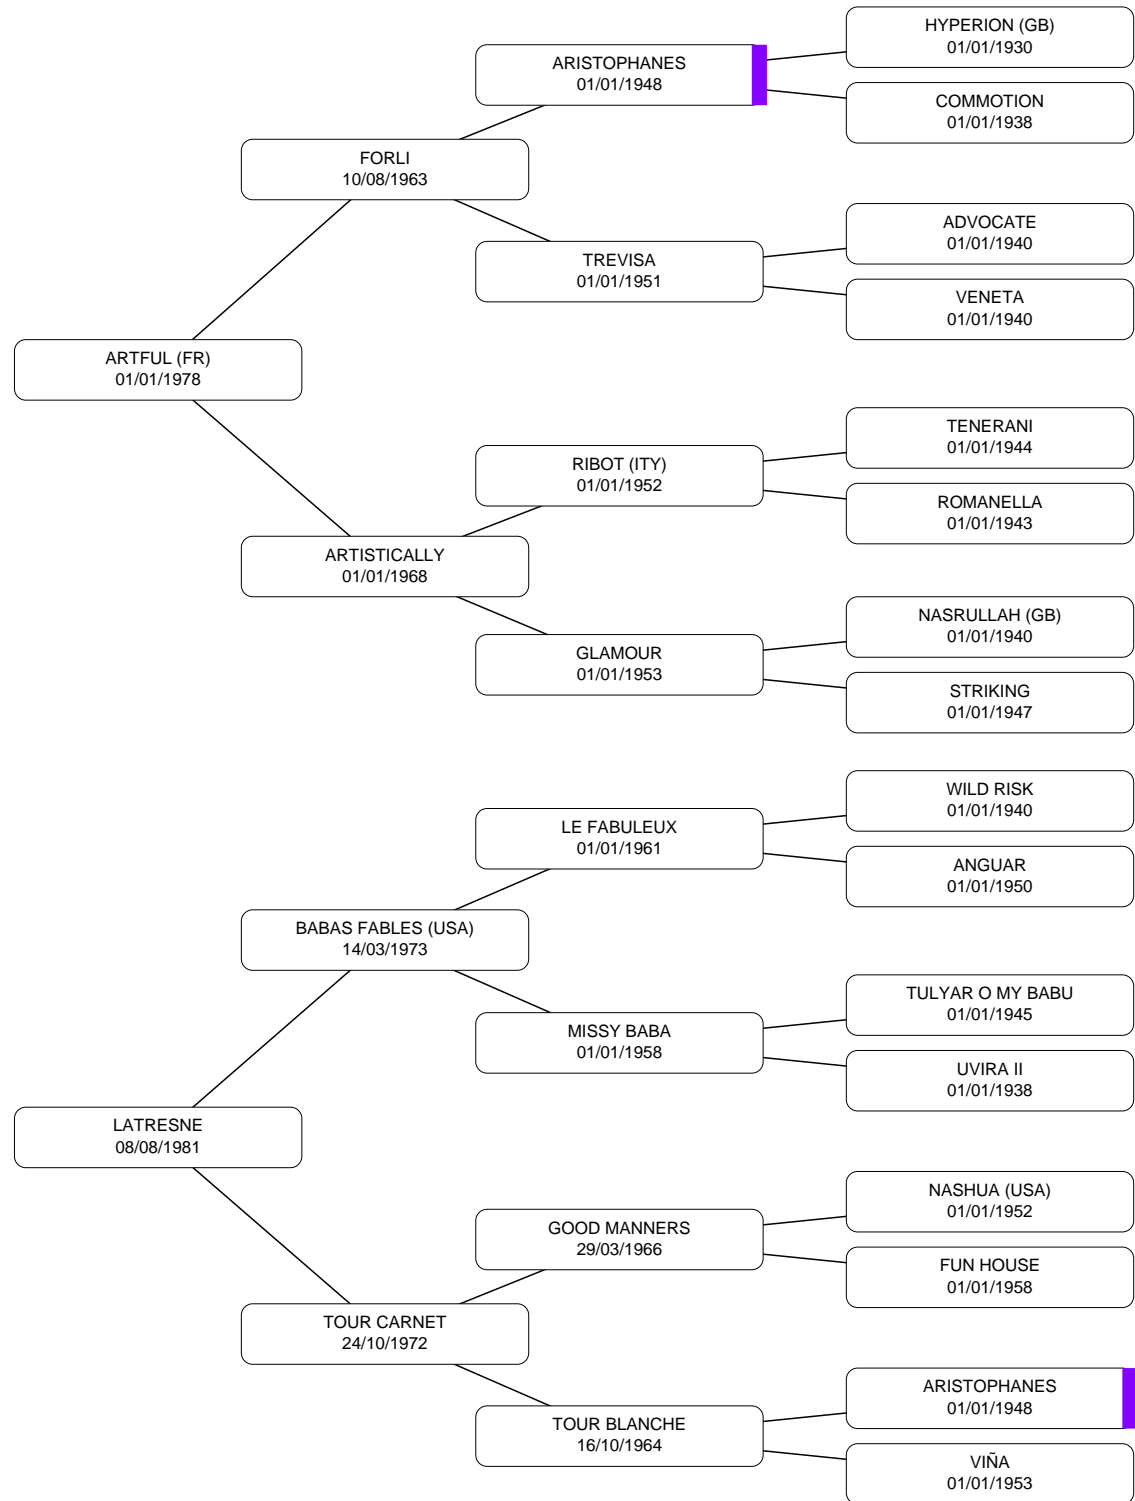 HYPERION (GB)
01/01/1930
ARISTOPHANES
01/01/1948
COMMOTION
01/01/1938
FORLI
10/08/1963
ADVOCATE
01/01/1940
TREVISA
01/01/1951
VENETA
01/01/1940
ARTFUL (FR)
01/01/1978
TENERANI
01/01/1944
RIBOT (ITY)
01/01/1952
ROMANELLA
01/01/1943
ARTISTICALLY
01/01/1968
NASRULLAH (GB)
01/01/1940
GLAMOUR
01/01/1953
STRIKING
01/01/1947
WILD RISK
01/01/1940
LE FABULEUX
01/01/1961
ANGUAR
01/01/1950
BABAS FABLES (USA)
14/03/1973
TULYAR O MY BABU
01/01/1945
MISSY BABA
01/01/1958
UVIRA II
01/01/1938
LATRESNE
08/08/1981
NASHUA (USA)
01/01/1952
GOOD MANNERS
29/03/1966
FUN HOUSE
01/01/1958
TOUR CARNET
24/10/1972
ARISTOPHANES
01/01/1948
TOUR BLANCHE
16/10/1964
VIÑA
01/01/1953